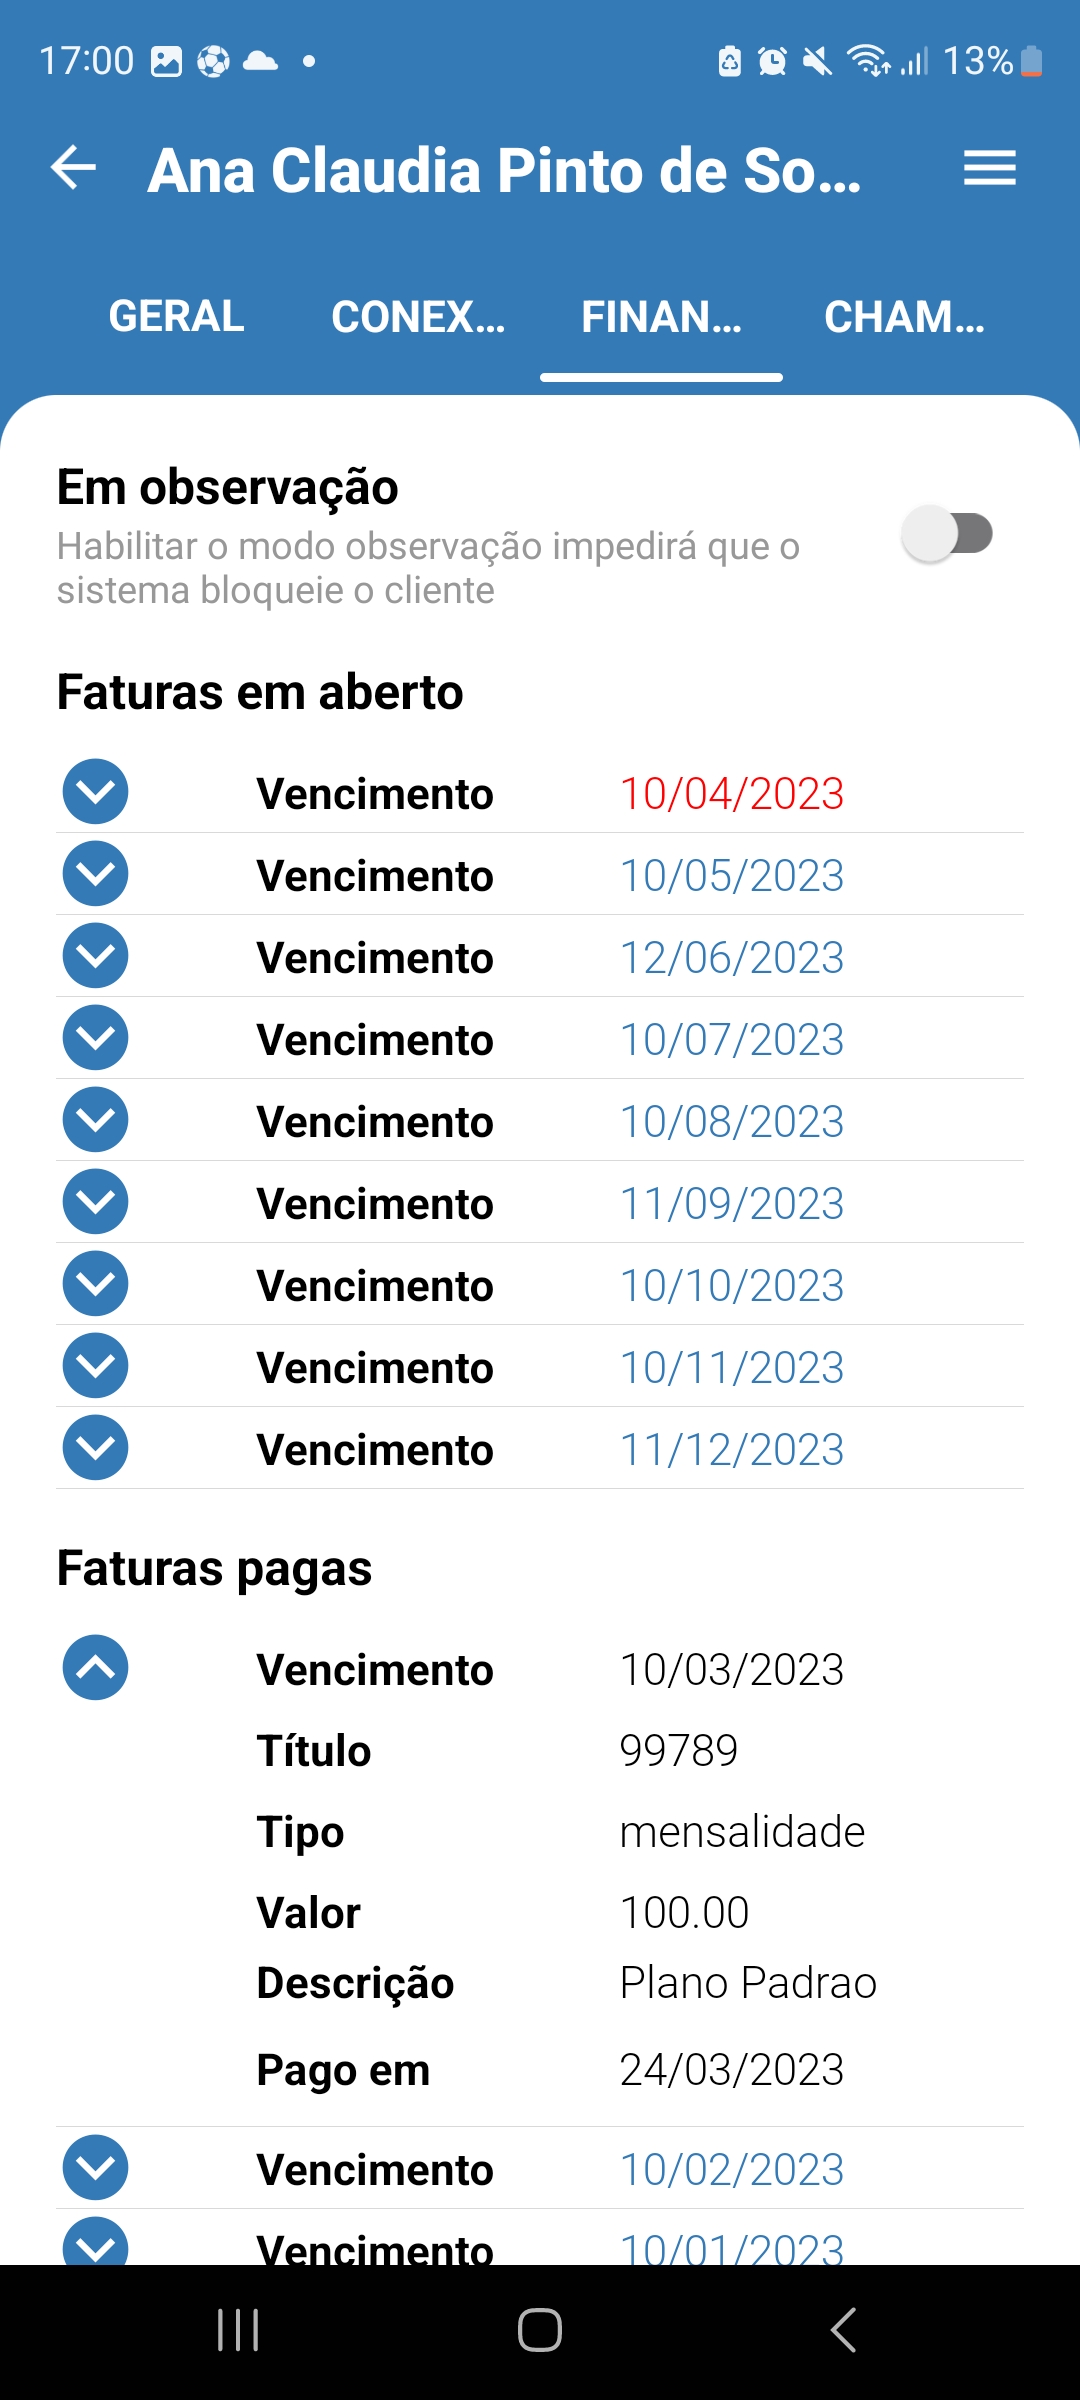 17:00
13%
Ana Claudia Pinto de So...
GERAL CONEX... FINAN... CHAM...
Em observação
Habilitar o modo observação impedirá que o
sistema bloqueie o cliente
Faturas em aberto
Vencimento 10/04/2023
Vencimento 10/05/2023
Vencimento 12/06/2023
Vencimento 10/07/2023
Vencimento 10/08/2023
Vencimento 11/09/2023
Vencimento 10/10/2023
Vencimento 10/11/2023
Vencimento 11/12/2023
Faturas pagas
Vencimento 10/03/2023
Título 99789
Tipo mensalidade
Valor 100.00
Descrição Plano Padrao
Pago em 24/03/2023
Vencimento 10/02/2023
Vencimento 10/01/2023